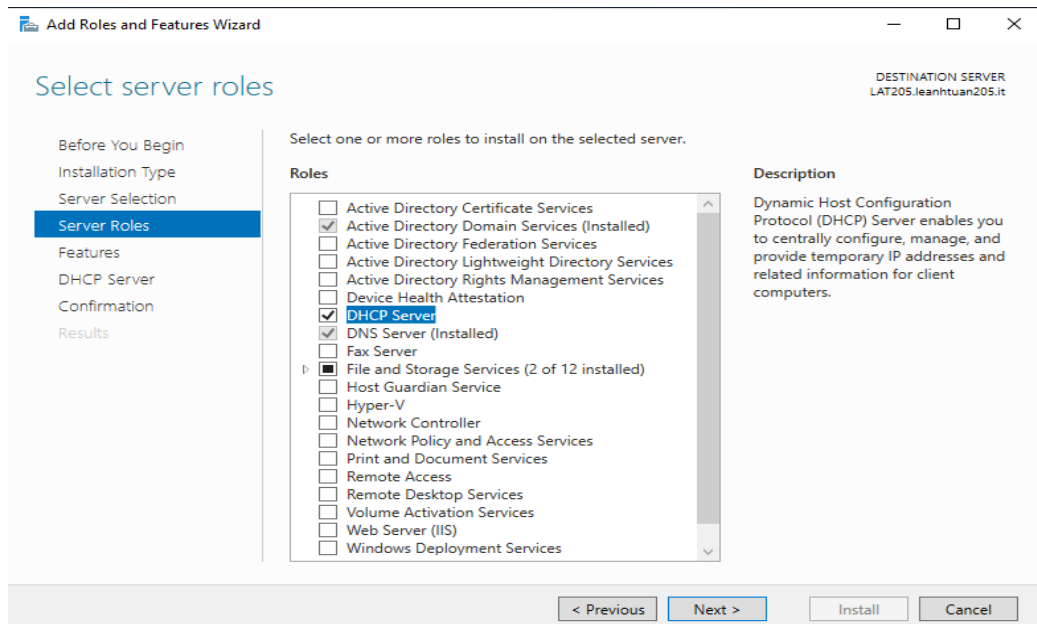 Add Roles and Features Wizard
Select server roles
DESTINATION SERVER
LAT205.leanhtuan205.it
Before You Begin
Installation Type
Server Selection
Server Roles
Features
DHCP Server
Confirmation
Results
Select one or more roles to install on the selected server.
Roles
Active Directory Certificate Services
Active Directory Domain Services (Installed)
Active Directory Federation Services
Active Directory Lightweight Directory Services
Active Directory Rights Management Services
Device Health Attestation
DHCP Server
DNS Server (Installed)
Fax Server
File and Storage Services (2 of 12 installed)
Host Guardian Service
Hyper-V
Network Controller
Network Policy and Access Services
Print and Document Services
Remote Access
Remote Desktop Services
Volume Activation Services
Web Server (IIS)
Windows Deployment Services
Description
Dynamic Host Configuration
Protocol (DHCP) Server enables you
to centrally configure, manage, and
provide temporary IP addresses and
related information for client
computers.
< Previous
Next >
Install
Cancel